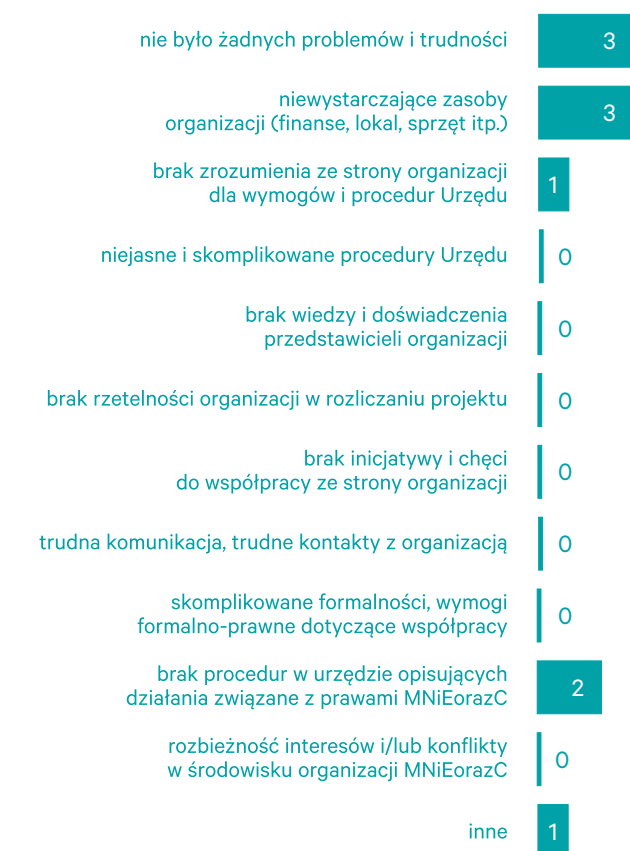 nie było żadnych problemów i trudności
3
niewystarczające zasoby
organizacji (finanse, lokal, sprzęt itp.)
3
brak zrozumienia ze strony organizacji
dla wymogów i procedur Urzędu
1
niejasne i skomplikowane procedury Urzędu
0
brak wiedzy i doświadczenia
przedstawicieli organizacji
0
brak rzetelności organizacji w rozliczaniu projektu
0
brak inicjatywy i chęci
do współpracy ze strony organizacji
0
trudna komunikacja, trudne kontakty z organizacją
0
skomplikowane formalności, wymogi
formalno-prawne dotyczące współpracy
0
brak procedur w urzędzie opisujących
działania związane z prawami MNiEorazC
2
rozbieżność interesów i/lub konflikty
w środowisku organizacji MNiEorazC
0
inne
1